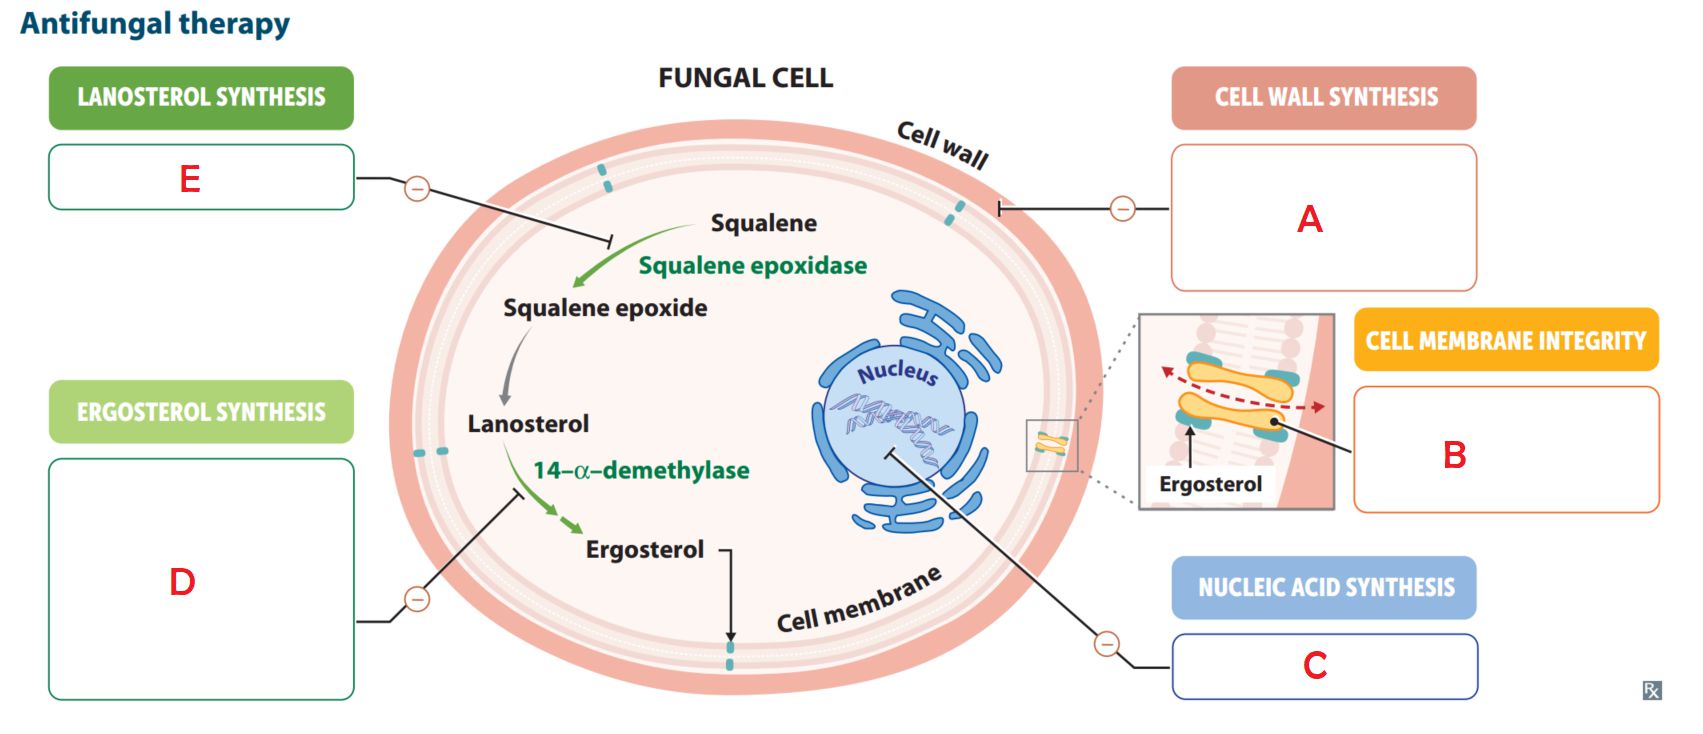 Antifungal therapy
LANOSTEROL SYNTHESIS
E
ERGOSTEROL SYNTHESIS
D
FUNGAL CELL
Cell wall
Squalene
Squalene epoxidase
Squalene epoxide
Lanosterol
14–α–demethylase
Ergosterol
Nucleus
Cell membrane
CELL WALL SYNTHESIS
A
CELL MEMBRANE INTEGRITY
B
Ergosterol
NUCLEIC ACID SYNTHESIS
C
Rx